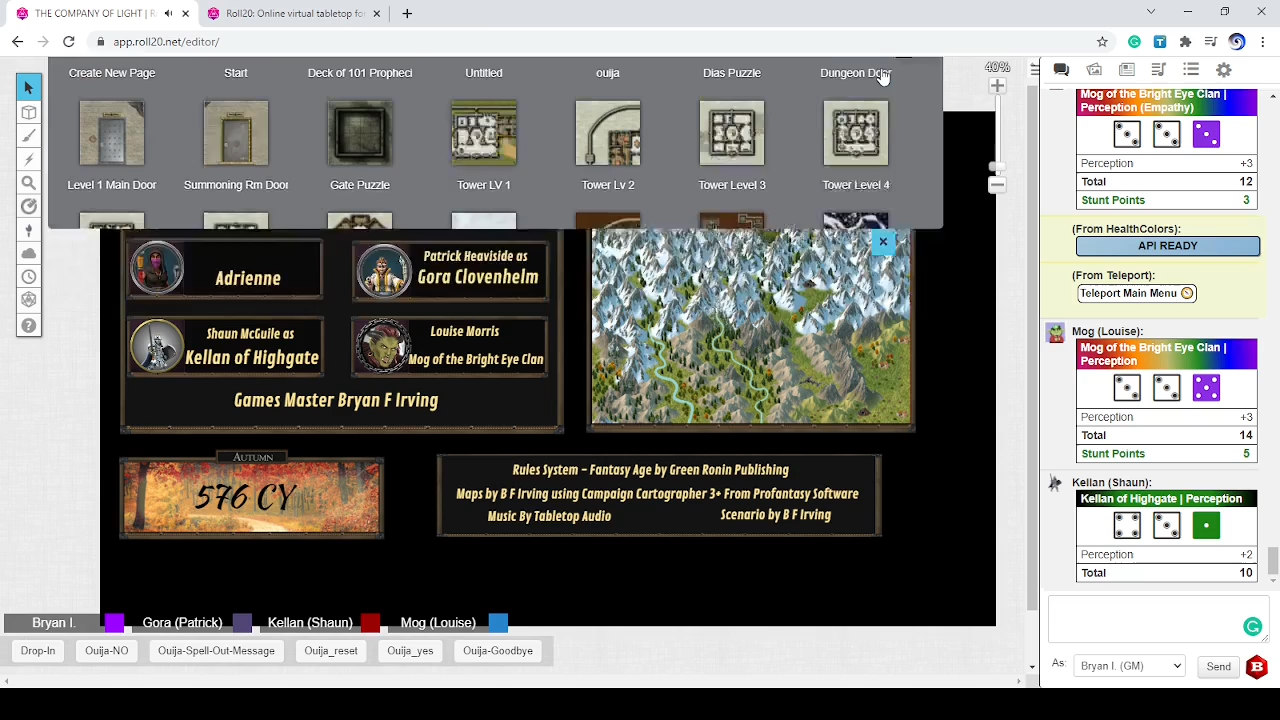 THE COMPANY OF LIGHT | R
Roll20: Online virtual tabletop for
app.roll20.net/editor/
Create New Page
Start
Deck of 101 Propheci
Untitled
ouija
Dias Puzzle
Dungeon Door
40%
Level 1 Main Door
Summoning Rm Door
Gate Puzzle
Tower LV 1
Tower Lv 2
Tower Level 3
Tower Level 4
Adrienne
Patrick Heaviside as
Gora Clovenhelm
Shaun McGuile as
Kellan of Highgate
Louise Morris
Mog of the Bright Eye Clan
Games Master Bryan F Irving
AUTUMN
576 CY
Rules System - Fantasy Age by Green Ronin Publishing
Maps by B F Irving using Campaign Cartographer 3+ From Profantasy Software
Music By Tabletop Audio
Scenario by B F Irving
Bryan I.
Gora (Patrick)
Kellan (Shaun)
Mog (Louise)
Drop-In
Ouija-NO
Ouija-Spell-Out-Message
Ouija_reset
Ouija_yes
Ouija-Goodbye
Mog of the Bright Eye Clan |
Perception (Empathy)
Perception +3
Total 12
Stunt Points 3
(From HealthColors):
API READY
(From Teleport):
Teleport Main Menu
Mog (Louise):
Mog of the Bright Eye Clan |
Perception
Perception +3
Total 14
Stunt Points 5
Kellan (Shaun):
Kellan of Highgate | Perception
Perception +2
Total 10
As: Bryan I. (GM)
Send